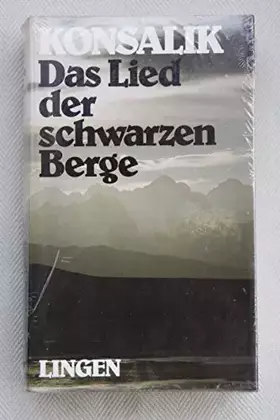 KONSALIK
Das Lied
der
schwarzen
Berge
LINGEN